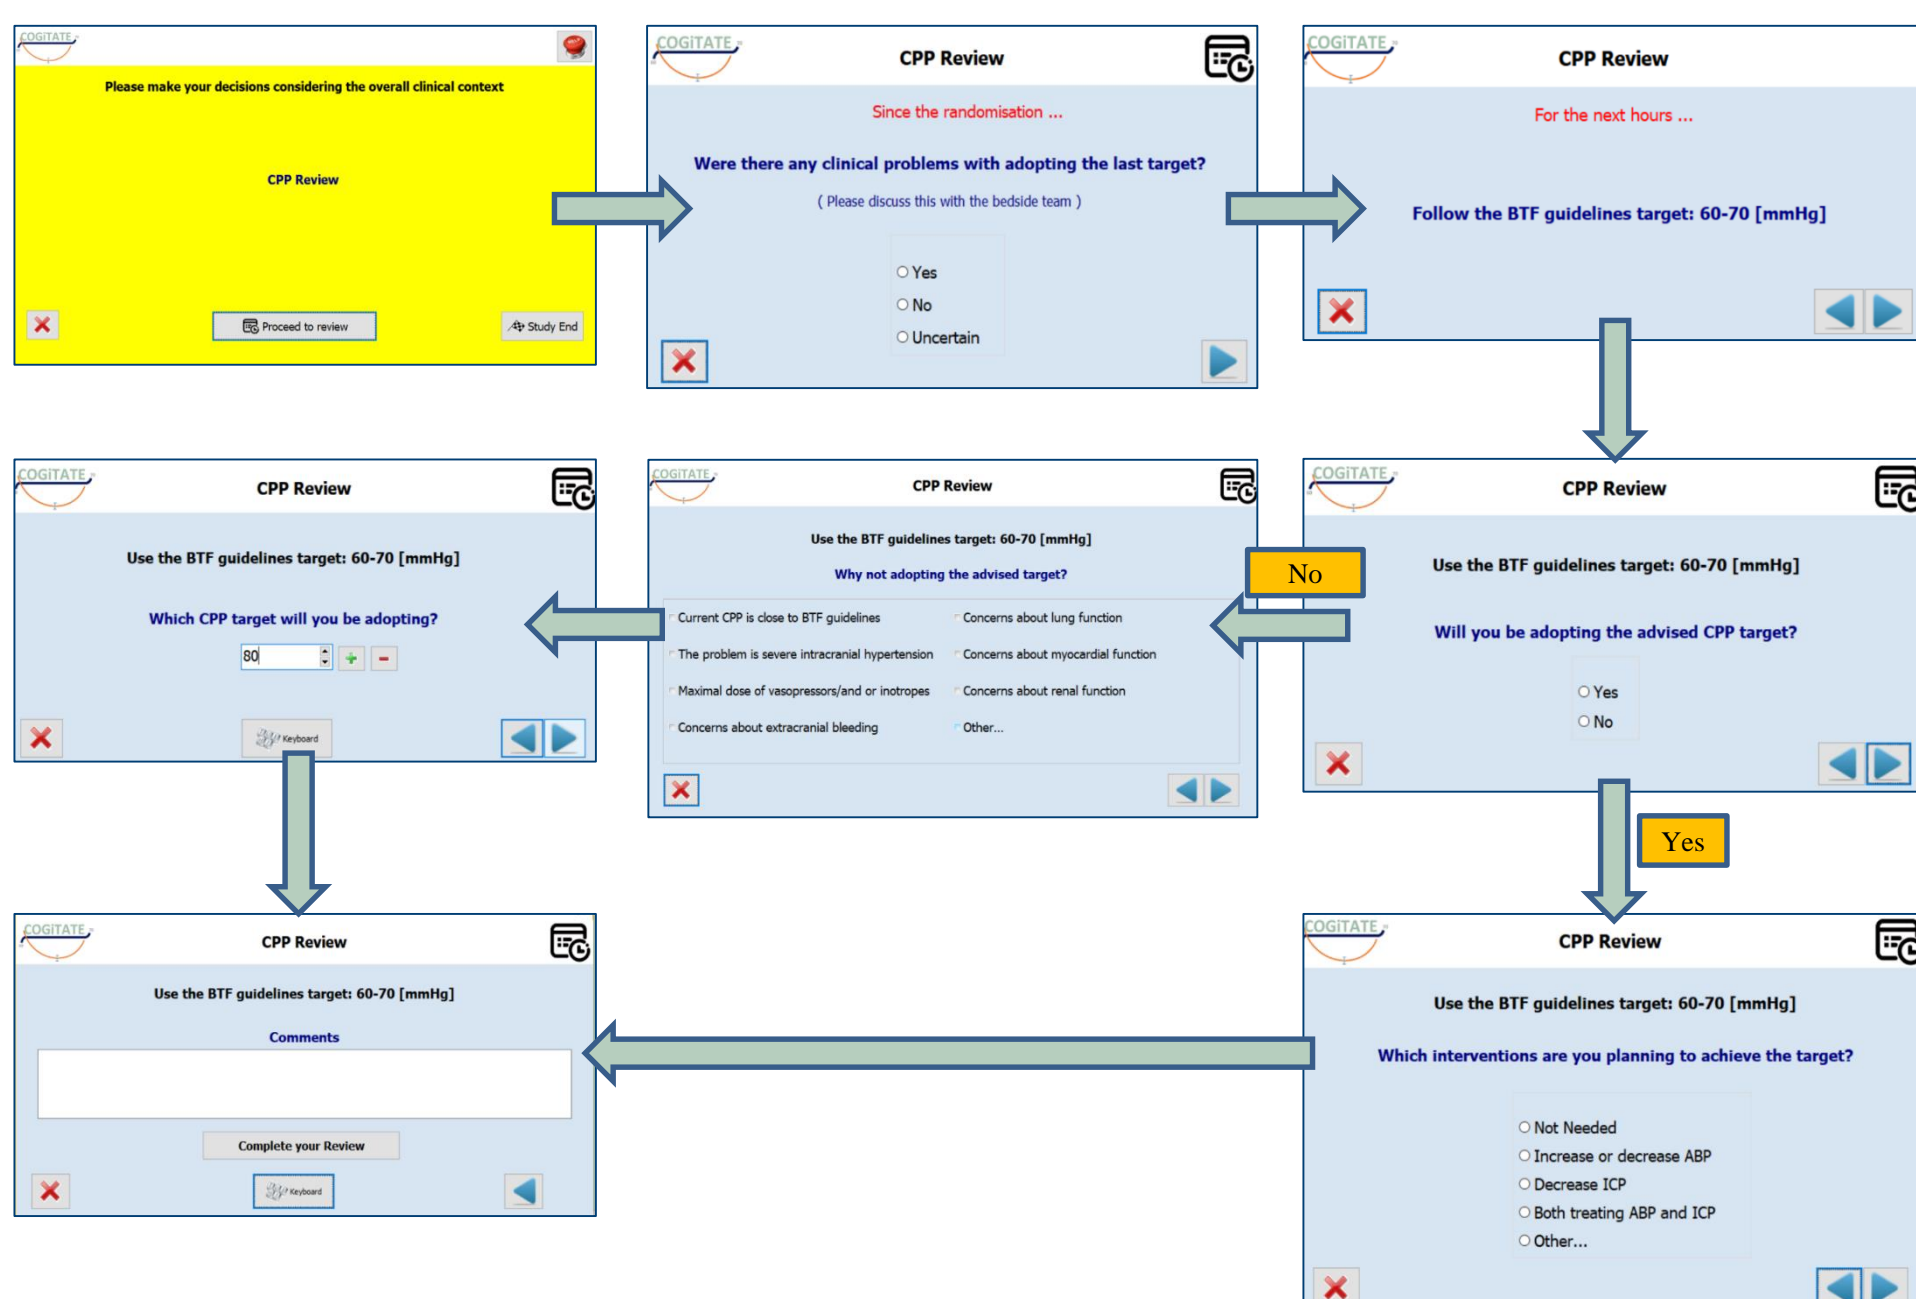 COGiTATE
Please make your decisions considering the overall clinical context
CPP Review
Proceed to review
Study End
COGiTATE
CPP Review
Since the randomisation ...
Were there any clinical problems with adopting the last target?
( Please discuss this with the bedside team )
Yes
No
Uncertain
COGiTATE
CPP Review
For the next hours ...
Follow the BTF guidelines target: 60-70 [mmHg]
COGiTATE
CPP Review
Use the BTF guidelines target: 60-70 [mmHg]
Will you be adopting the advised CPP target?
Yes
No
No
COGiTATE
CPP Review
Use the BTF guidelines target: 60-70 [mmHg]
Why not adopting the advised target?
Current CPP is close to BTF guidelines
Concerns about lung function
The problem is severe intracranial hypertension
Concerns about myocardial function
Maximal dose of vasopressors/and or inotropes
Concerns about renal function
Concerns about extracranial bleeding
Other...
COGiTATE
CPP Review
Use the BTF guidelines target: 60-70 [mmHg]
Which CPP target will you be adopting?
80
Keyboard
Yes
COGiTATE
CPP Review
Use the BTF guidelines target: 60-70 [mmHg]
Which interventions are you planning to achieve the target?
Not Needed
Increase or decrease ABP
Decrease ICP
Both treating ABP and ICP
Other...
COGiTATE
CPP Review
Use the BTF guidelines target: 60-70 [mmHg]
Comments
Complete your Review
Keyboard